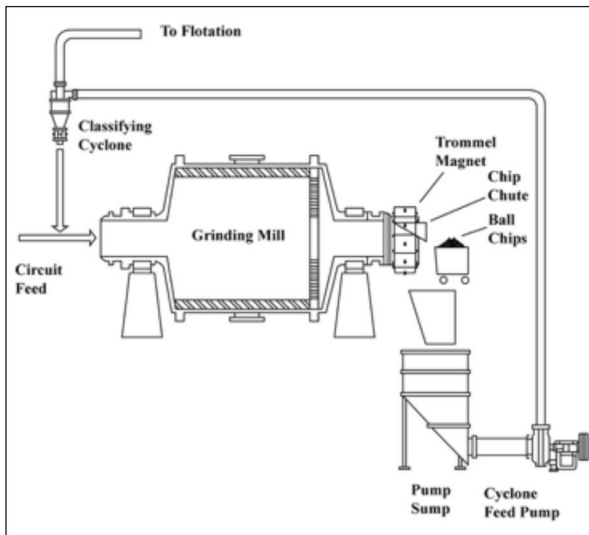 To Flotation
Classifying
Cyclone
Trommel
Magnet
Chip
Chute
Ball
Chips
Grinding Mill
Circuit
Feed
Pump
Sump
Cyclone
Feed Pump